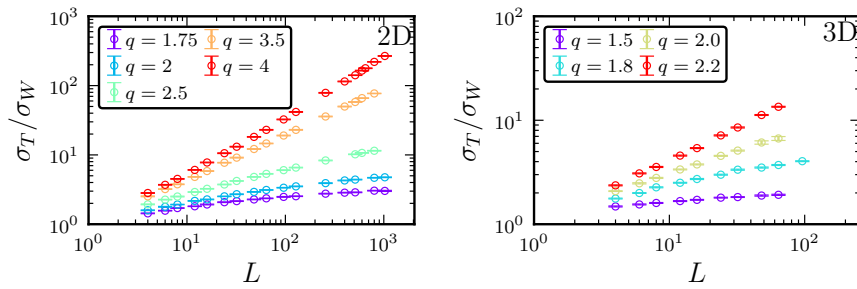 10^3
10^2
10^1
10^0
σ_T/σ_W
q = 1.75
q = 2
q = 2.5
q = 3.5
q = 4
2D
10^0
10^1
10^2
10^3
L
10^2
10^1
10^0
σ_T/σ_W
q = 1.5
q = 1.8
q = 2.0
q = 2.2
3D
10^0
10^1
10^2
L